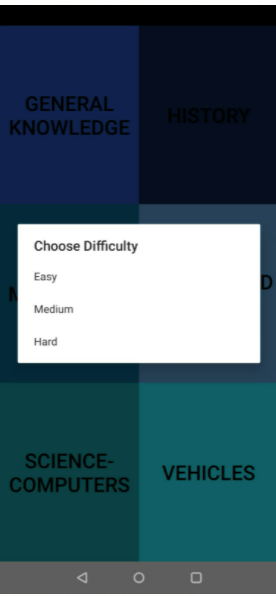 GENERAL
KNOWLEDGE
HISTORY
Choose Difficulty
Easy
Medium
Hard
SCIENCE-
COMPUTERS
VEHICLES